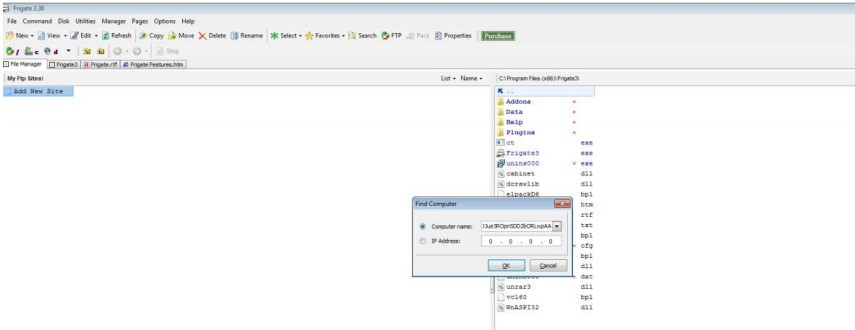 Frigate 3.36
File Command Disk Utilities Manager Pages Options Help
New View Edit Refresh Copy Move Delete Rename Select Favorites Search FTP Pack Properties Purchase
/ c d Stop
File Manager Frigate3 Frigate.rtf Frigate Features.htm
My Ftp Sites\ List Name C:\Program Files (x86)\Frigate3\
Add New Site
..
Addons
Data
Help
Plugins
ct exe
Frigate3 exe
unins000 exe
cabinet dll
dcrawlib dll
elpackD6 bpl
htm
rtf
txt
bpl
cfg
bpl
dll
dat
unrar3 dll
vcl60 bpl
WnASPI32 dll
Find Computer
Computer name:
IP Address: 0 . 0 . 0 . 0
OK Cancel